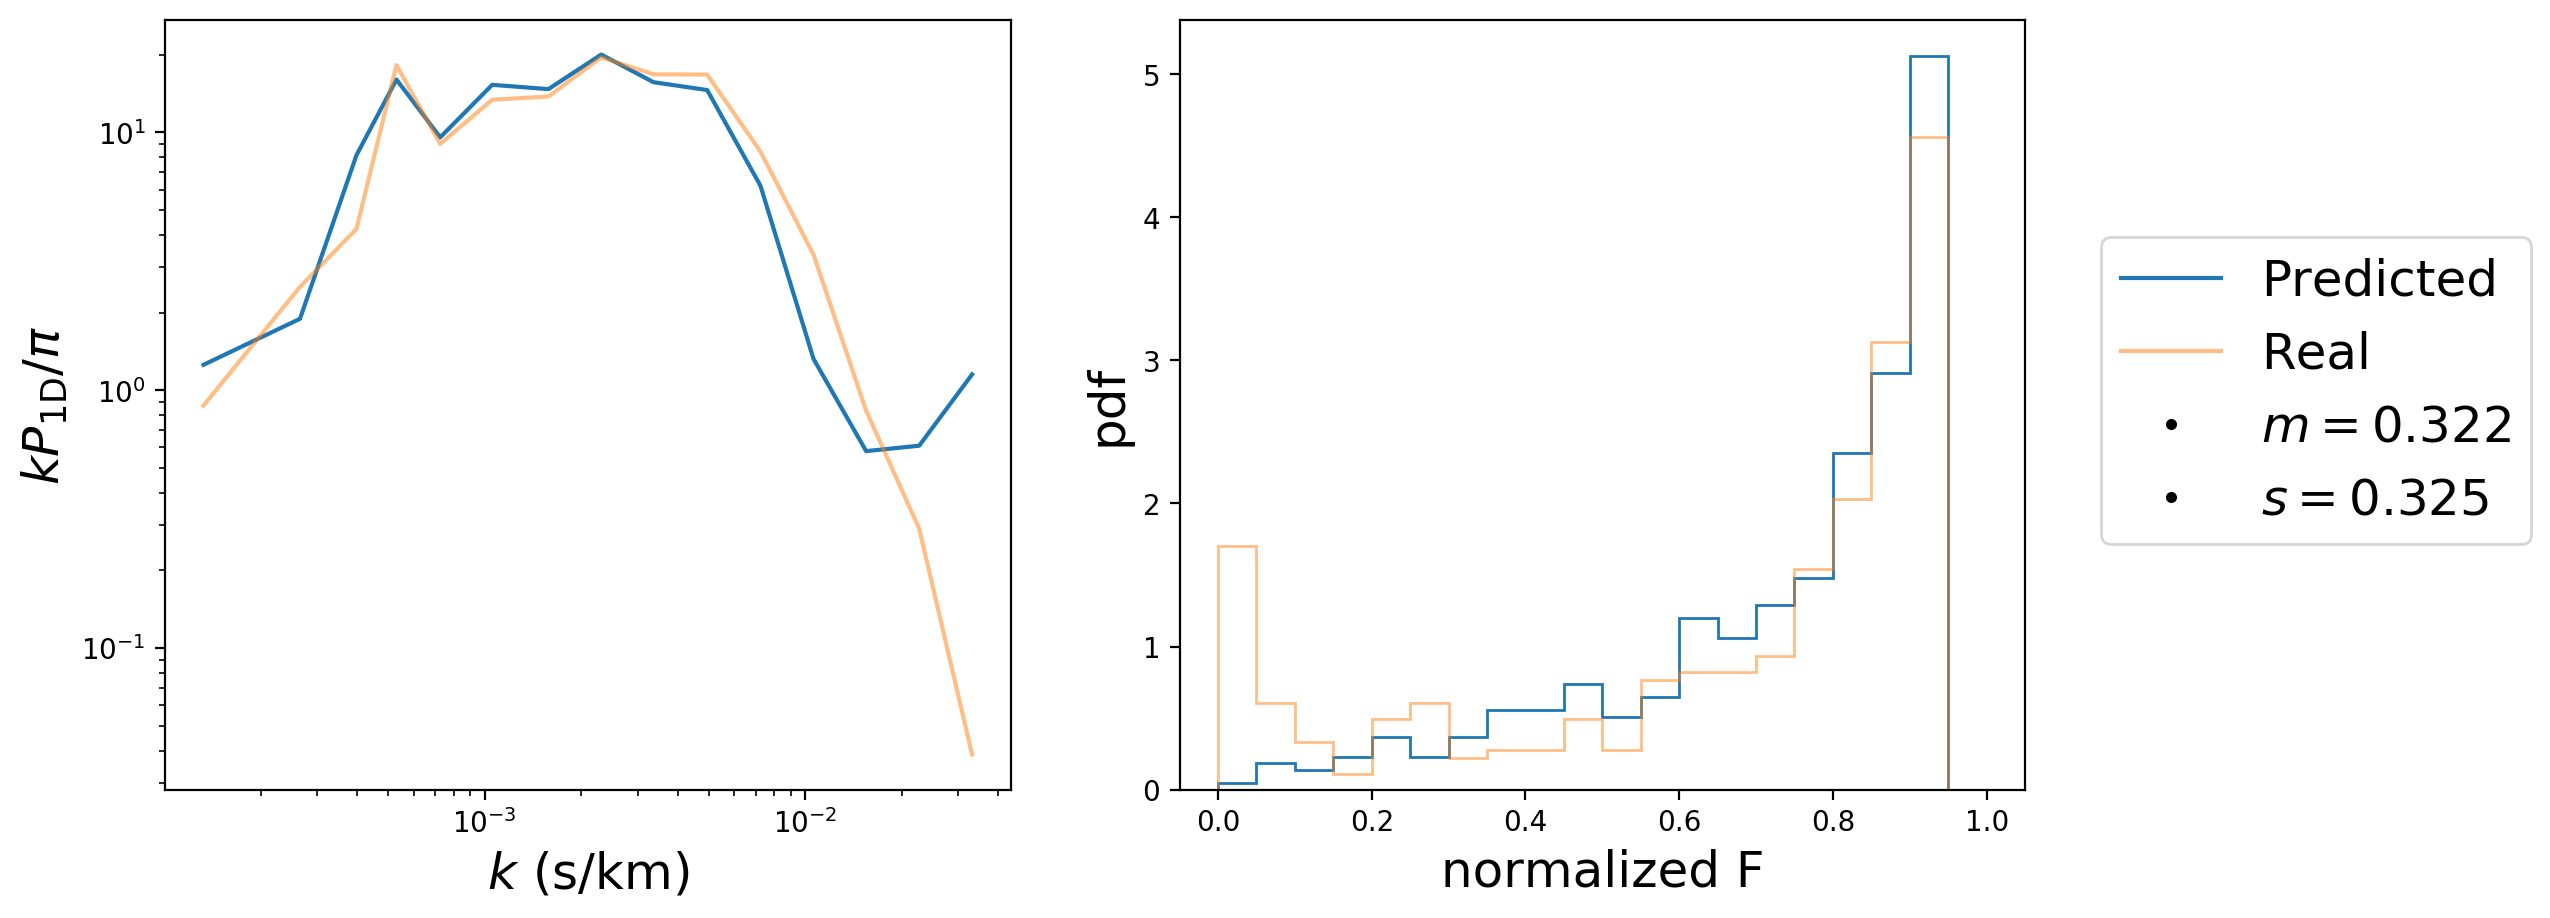 kP₁D/π
10¹
10⁰
10⁻¹
10⁻³
10⁻²
k (s/km)
pdf
5
4
3
2
1
0
0.0
0.2
0.4
0.6
0.8
1.0
normalized F
Predicted
Real
• m = 0.322
• s = 0.325